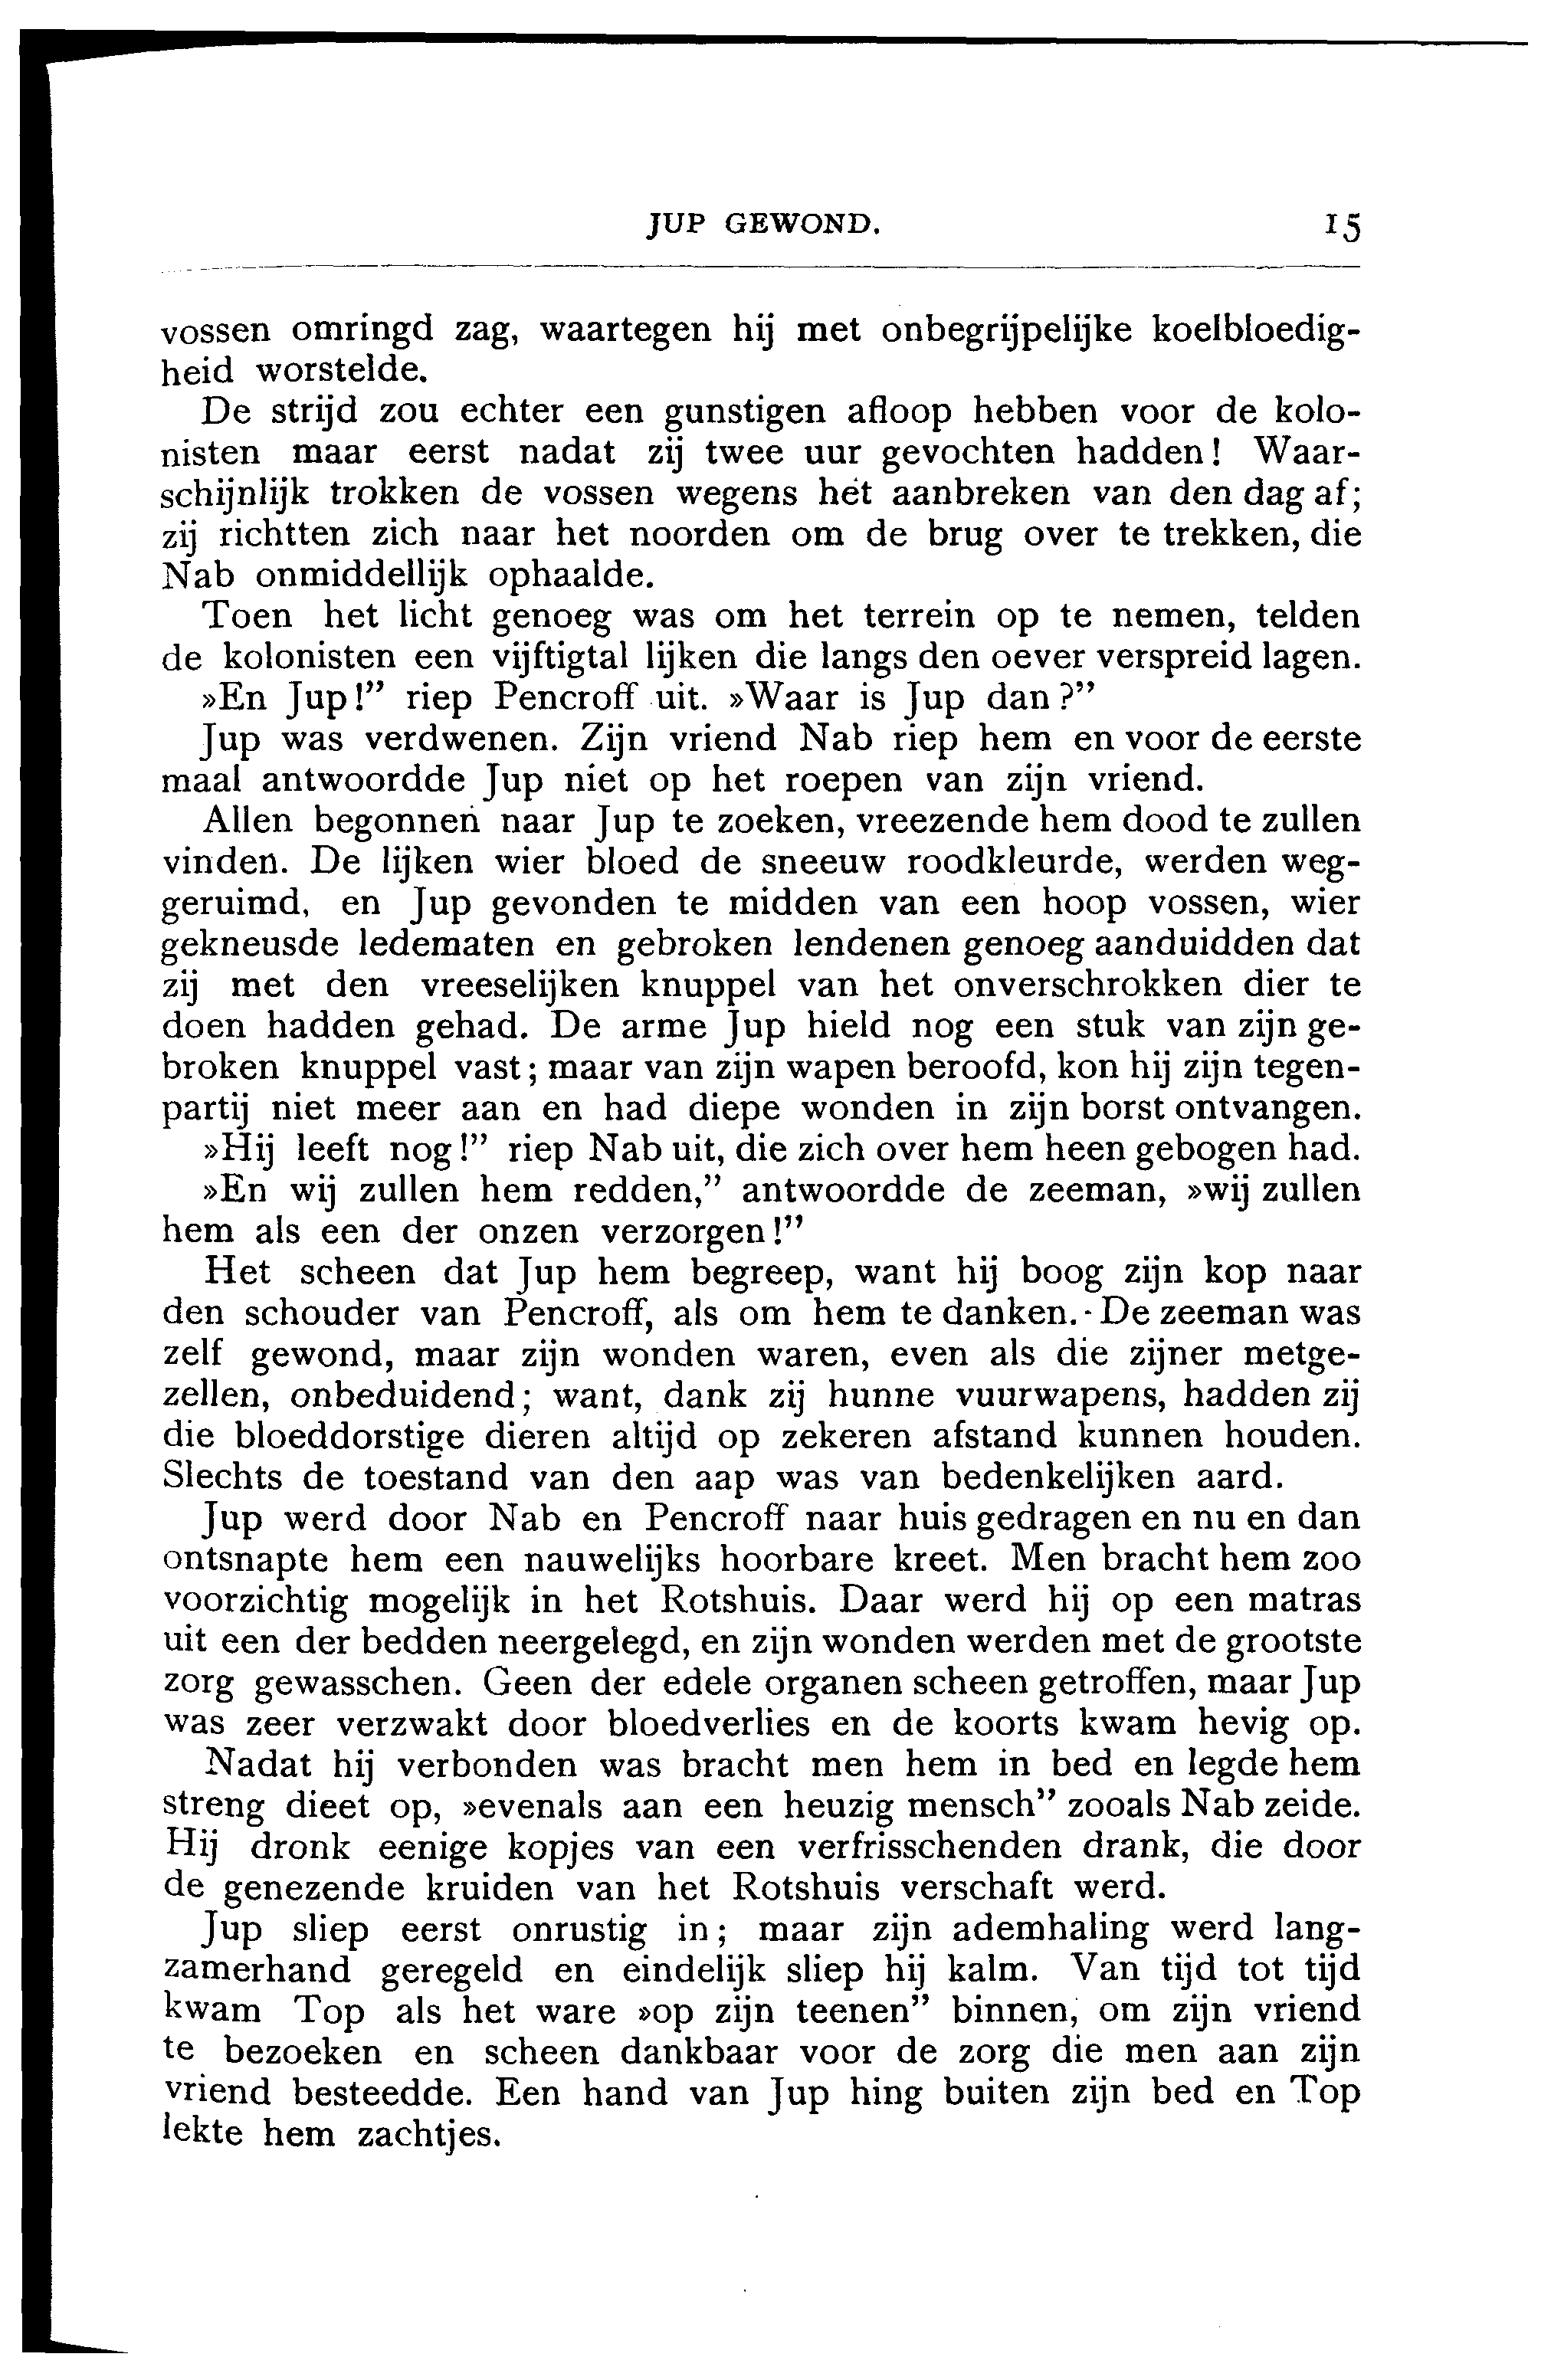 JUP GEWOND. 15
vossen omringd zag, waartegen hij met onbegrijpelijke koelbloedig-
heid worstelde.
De strijd zou echter een gunstigen afloop hebben voor de kolo-
nisten maar eerst nadat zij twee uur gevochten hadden! Waar-
schijnlijk trokken de vossen wegens het aanbreken van den dag af;
zij richtten zich naar het noorden om de brug over te trekken, die
Nab onmiddellijk ophaalde.
Toen het licht genoeg was om het terrein op te nemen, telden
de kolonisten een vijftigtal lijken die langs den oever verspreid lagen.
»En Jup!” riep Pencroff uit. »Waar is Jup dan?”
Jup was verdwenen. Zijn vriend Nab riep hem en voor de eerste
maal antwoordde Jup niet op het roepen van zijn vriend.
Allen begonnen naar Jup te zoeken, vreezende hem dood te zullen
vinden. De lijken wier bloed de sneeuw roodkleurde, werden weg-
geruimd, en Jup gevonden te midden van een hoop vossen, wier
gekneusde ledematen en gebroken lendenen genoeg aanduidden dat
zij met den vreeselijken knuppel van het onverschrokken dier te
doen hadden gehad. De arme Jup hield nog een stuk van zijn ge-
broken knuppel vast; maar van zijn wapen beroofd, kon hij zijn tegen-
partij niet meer aan en had diepe wonden in zijn borst ontvangen.
»Hij leeft nog!” riep Nab uit, die zich over hem heen gebogen had.
»En wij zullen hem redden,” antwoordde de zeeman, »wij zullen
hem als een der onzen verzorgen!”
Het scheen dat Jup hem begreep, want hij boog zijn kop naar
den schouder van Pencroff, als om hem te danken. De zeeman was
zelf gewond, maar zijn wonden waren, even als die zijner metge-
zellen, onbeduidend; want, dank zij hunne vuurwapens, hadden zij
die bloeddorstige dieren altijd op zekeren afstand kunnen houden.
Slechts de toestand van den aap was van bedenkelijken aard.
Jup werd door Nab en Pencroff naar huis gedragen en nu en dan
ontsnapte hem een nauwelijks hoorbare kreet. Men bracht hem zoo
voorzichtig mogelijk in het Rotshuis. Daar werd hij op een matras
uit een der bedden neergelegd, en zijn wonden werden met de grootste
zorg gewasschen. Geen der edele organen scheen getroffen, maar Jup
was zeer verzwakt door bloedverlies en de koorts kwam hevig op.
Nadat hij verbonden was bracht men hem in bed en legde hem
streng dieet op, »evenals aan een heuzig mensch” zooals Nab zeide.
Hij dronk eenige kopjes van een verfrisschenden drank, die door
de genezende kruiden van het Rotshuis verschaft werd.
Jup sliep eerst onrustig in; maar zijn ademhaling werd lang-
zamerhand geregeld en eindelijk sliep hij kalm. Van tijd tot tijd
kwam Top als het ware »op zijn teenen” binnen, om zijn vriend
te bezoeken en scheen dankbaar voor de zorg die men aan zijn
vriend besteedde. Een hand van Jup hing buiten zijn bed en Top
lekte hem zachtjes.